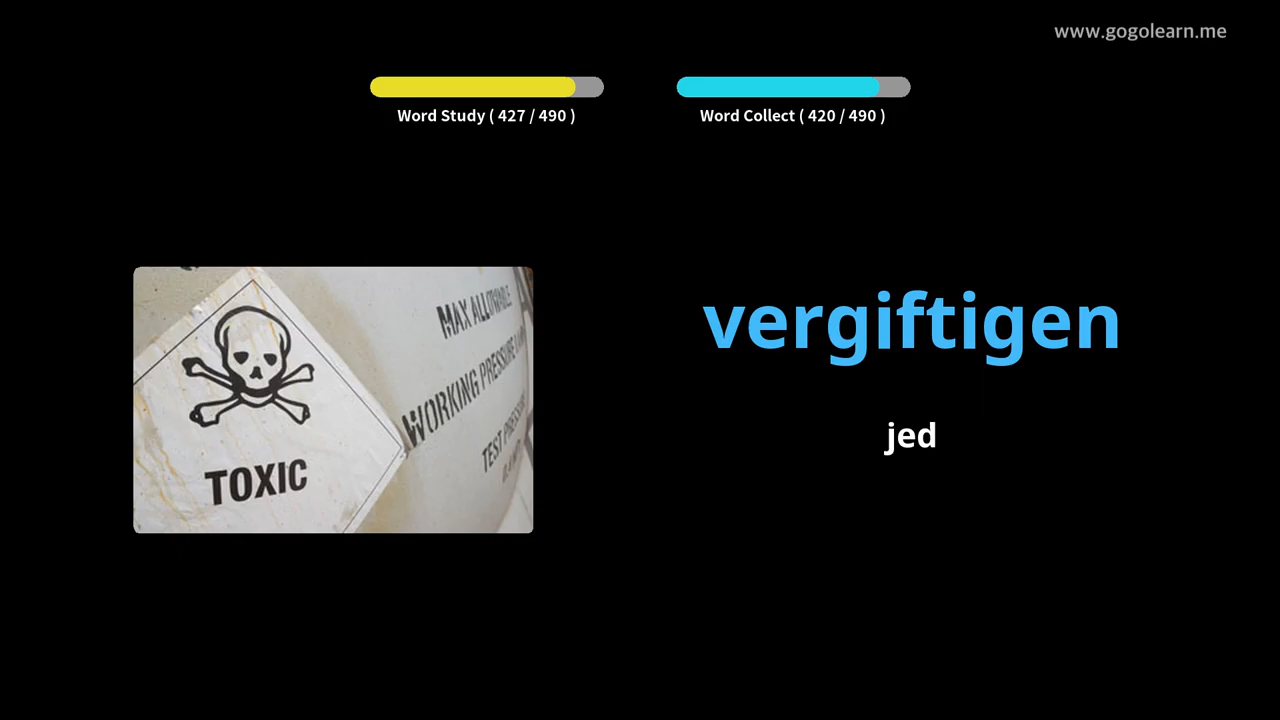 www.gogolearn.me
Word Study ( 427 / 490 )
Word Collect ( 420 / 490 )
vergiftigen
jed
MAX ALLOWABLE
WORKING PRESSURE
TEST PRESSURE
TOXIC